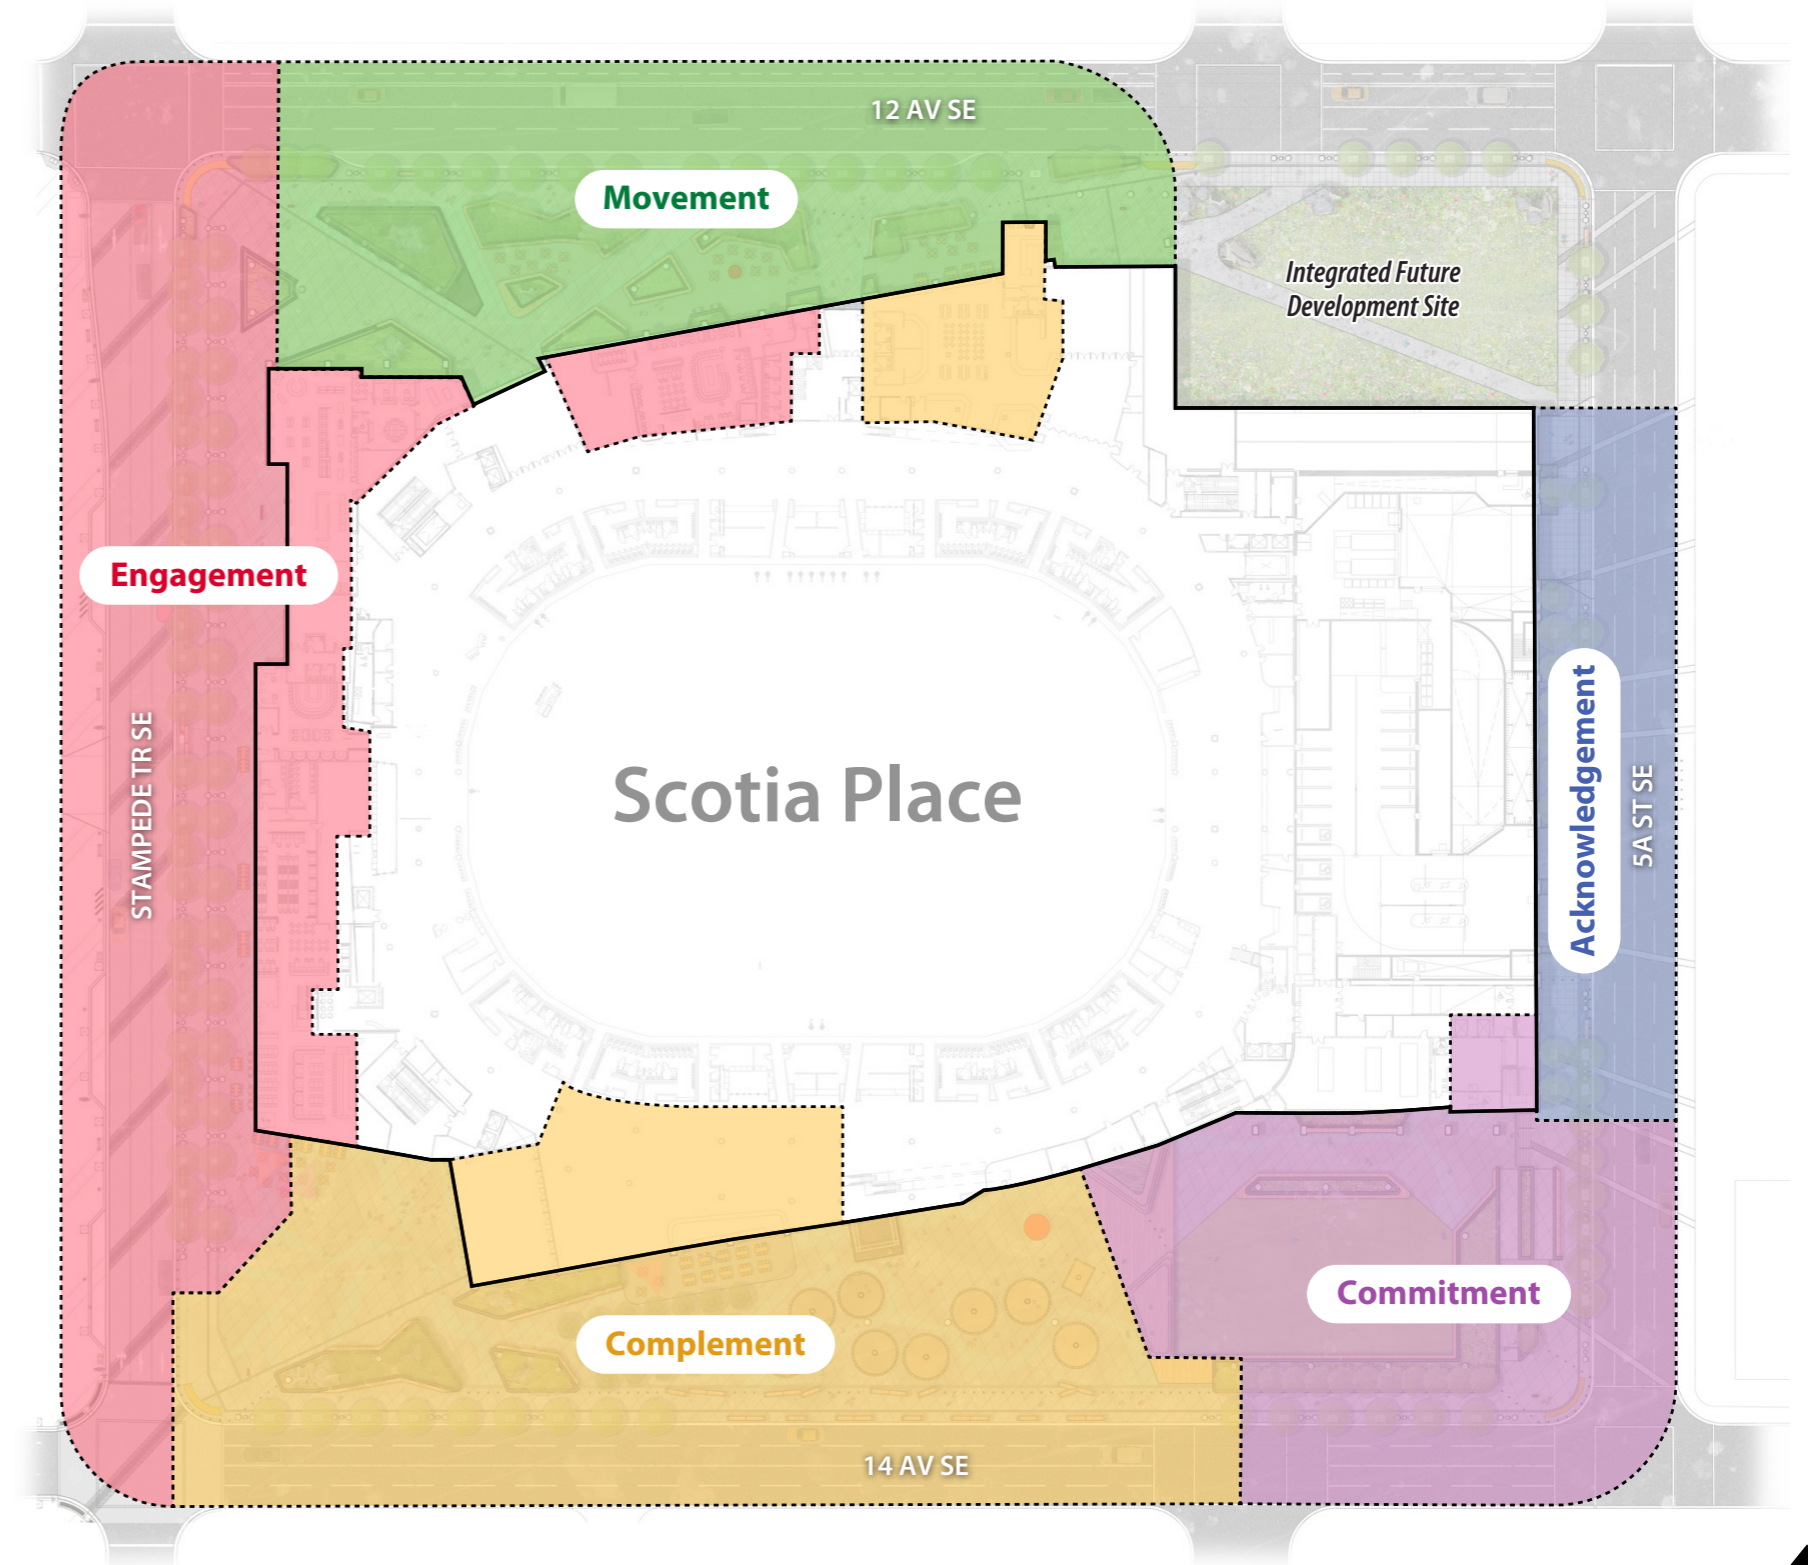 12 AV SE
Movement
Integrated Future
Development Site
Engagement
STAMPEDE TR SE
Scotia Place
Acknowledgement
5A ST SE
Commitment
Complement
14 AV SE